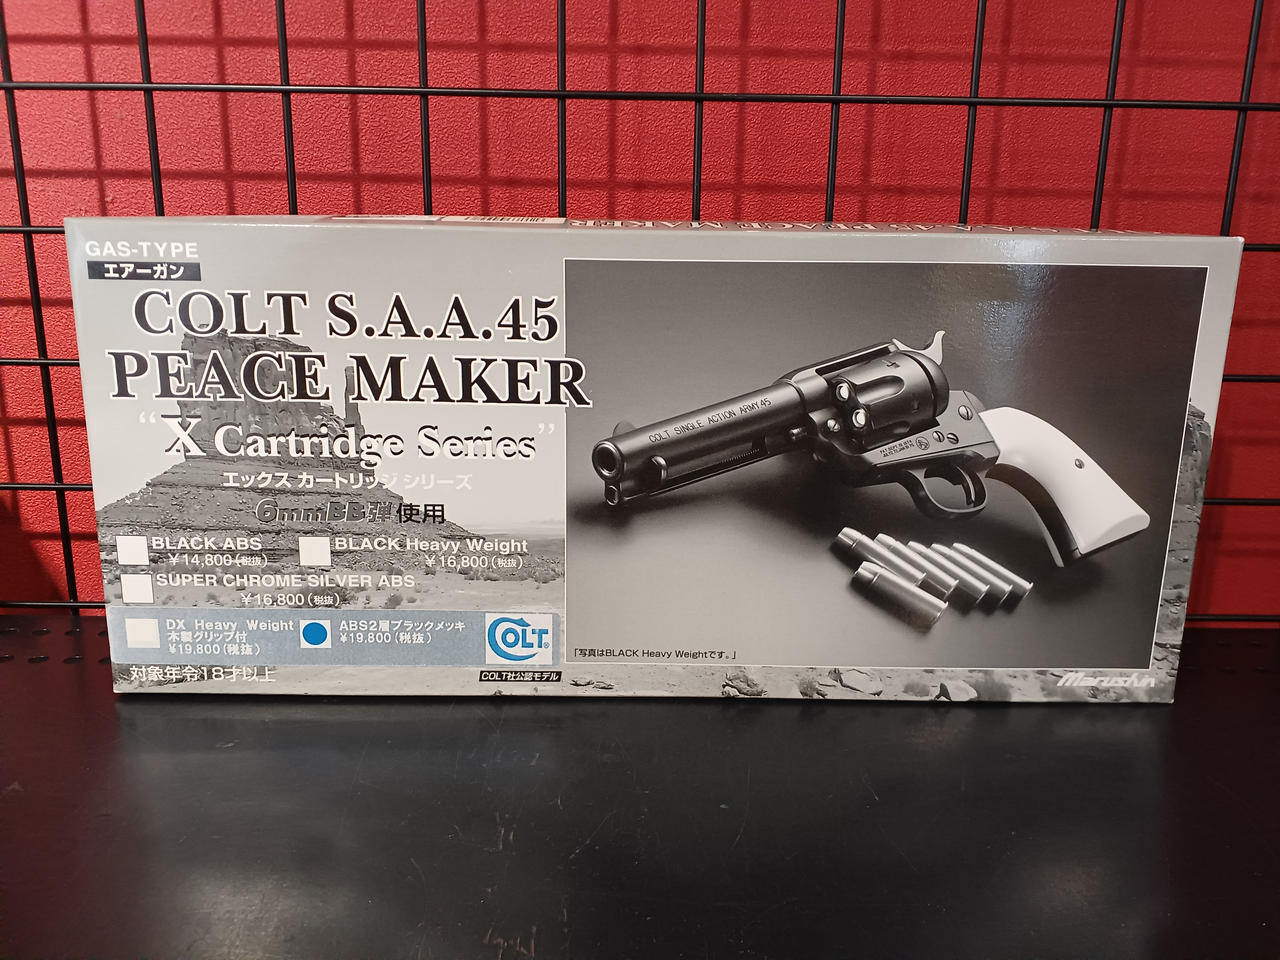 GAS-TYPE
エアーガン
COLT S.A.A.45
PEACE MAKER
“X Cartridge Series”
エックス カートリッジ シリーズ
6mmBB弾使用
BLACK ABS
¥14,800(税抜)
BLACK Heavy Weight
¥16,800(税抜)
SUPER CHROME SILVER ABS
¥16,800(税抜)
DX Heavy Weight
木製グリップ付
¥19,800(税抜)
ABS2層ブラックメッキ
¥19,800(税抜)
COLT®
対象年令18才以上
COLT社公認モデル
COLT SINGLE ACTION ARMY.45
「写真はBLACK Heavy Weightです。」
Marushin